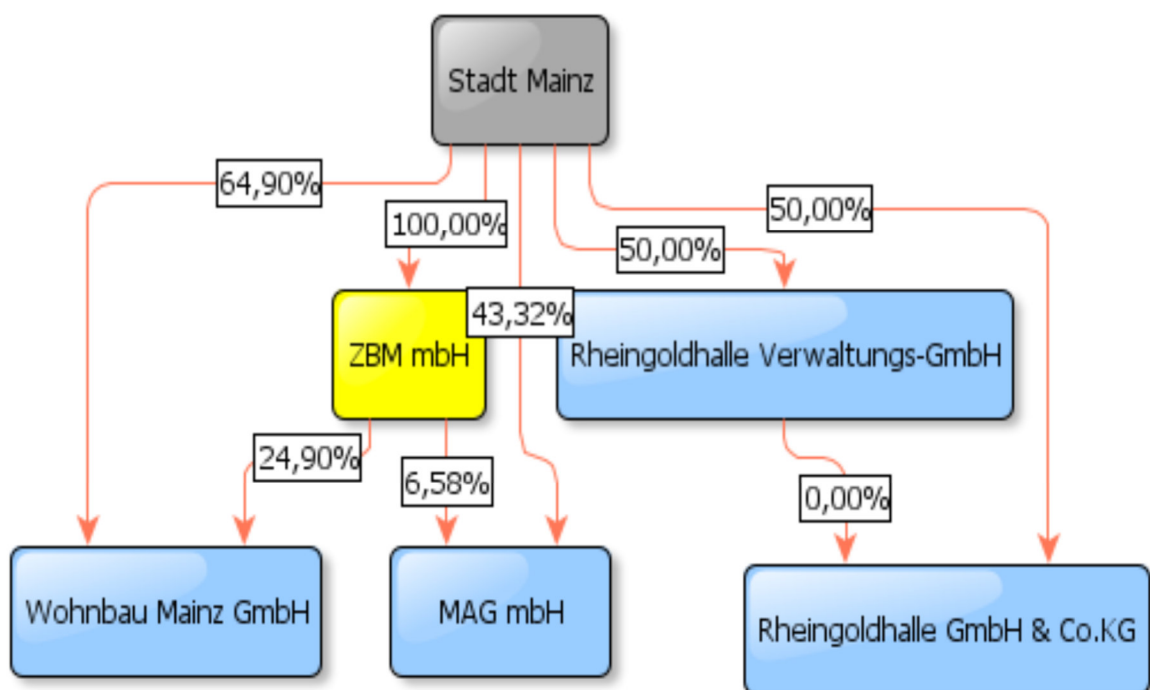 Stadt Mainz
64,90%
100,00%
50,00%
50,00%
43,32%
ZBM mbH
Rheingoldhalle Verwaltungs-GmbH
24,90%
6,58%
0,00%
Wohnbau Mainz GmbH
MAG mbH
Rheingoldhalle GmbH & Co.KG